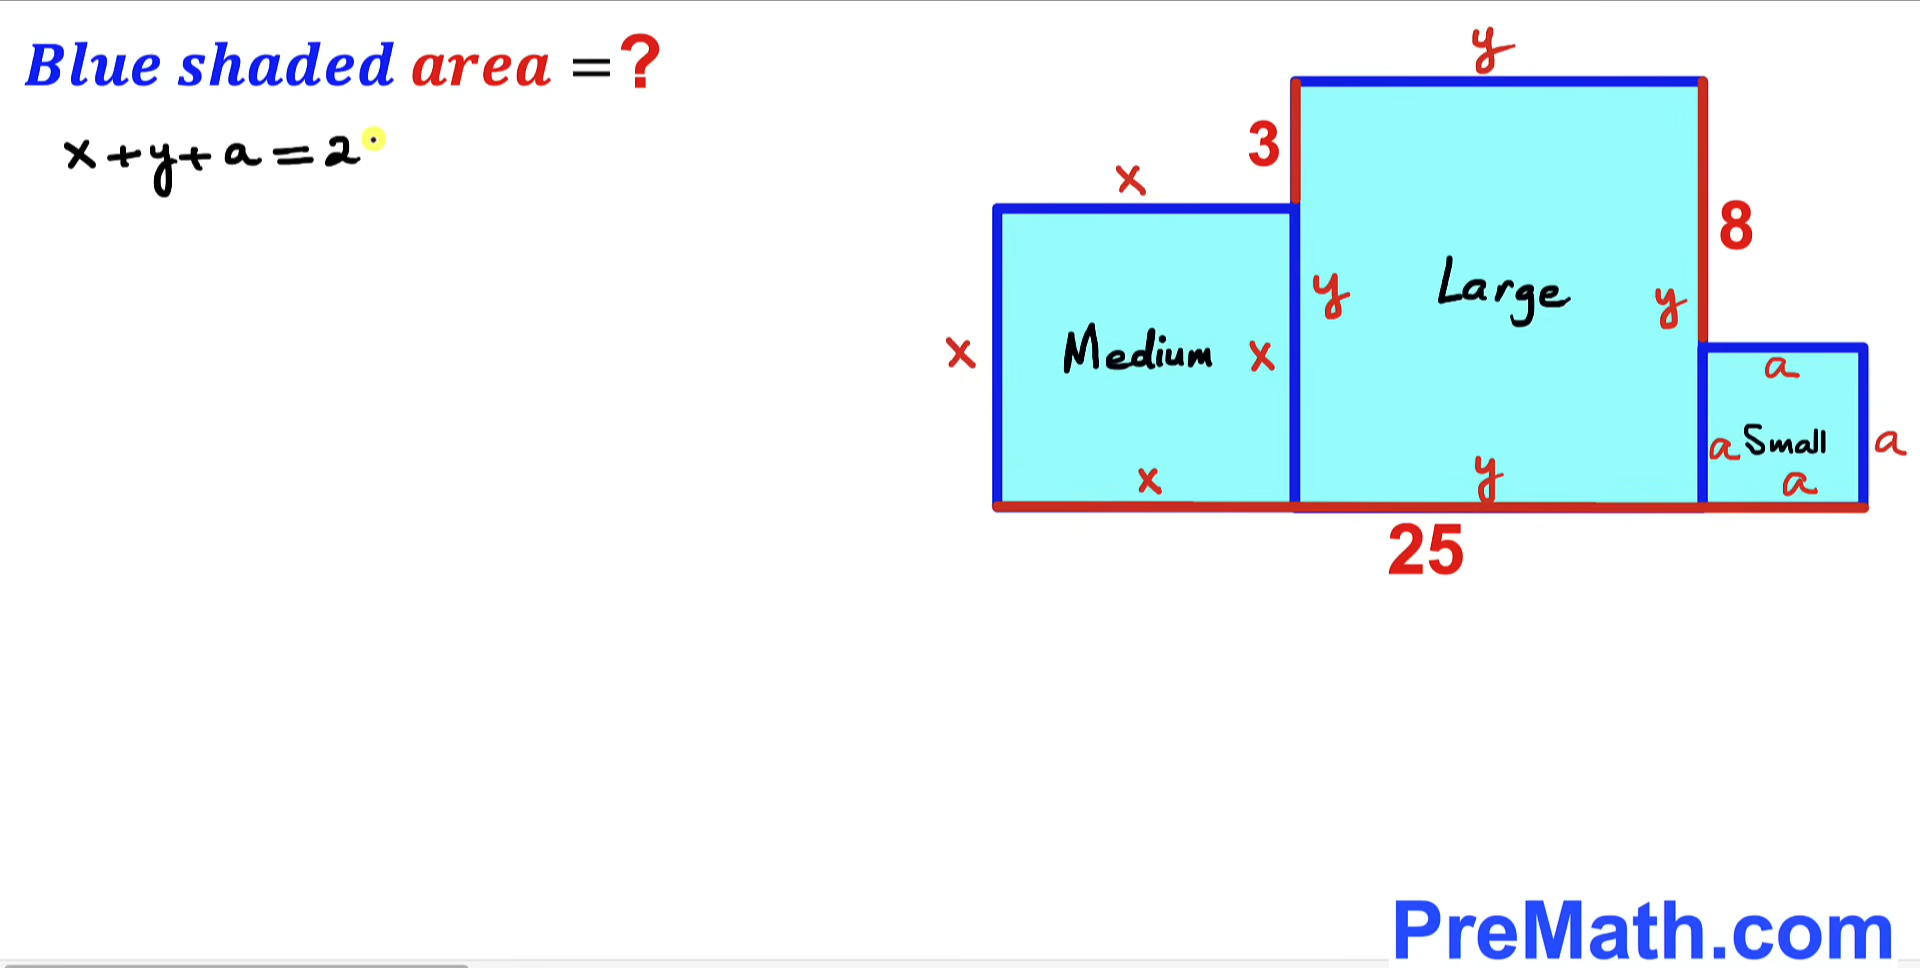 Blue shaded area = ?
x + y + a = 2
y
3
x
8
y
Large
y
x
Medium
x
a
a
Small
a
x
y
a
25
PreMath.com